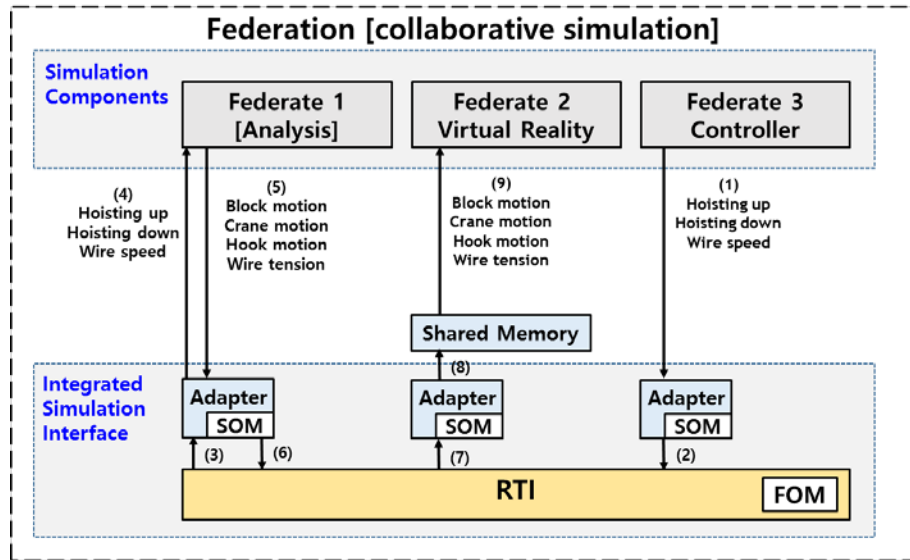 Federation [collaborative simulation]
Simulation
Components
Federate 1
[Analysis]
Federate 2
Virtual Reality
Federate 3
Controller
(4)
Hoisting up
Hoisting down
Wire speed
(5)
Block motion
Crane motion
Hook motion
Wire tension
(9)
Block motion
Crane motion
Hook motion
Wire tension
(1)
Hoisting up
Hoisting down
Wire speed
Shared Memory
(8)
Integrated
Simulation
Interface
Adapter
SOM
Adapter
SOM
Adapter
SOM
(3)
(6)
(7)
(2)
RTI
FOM